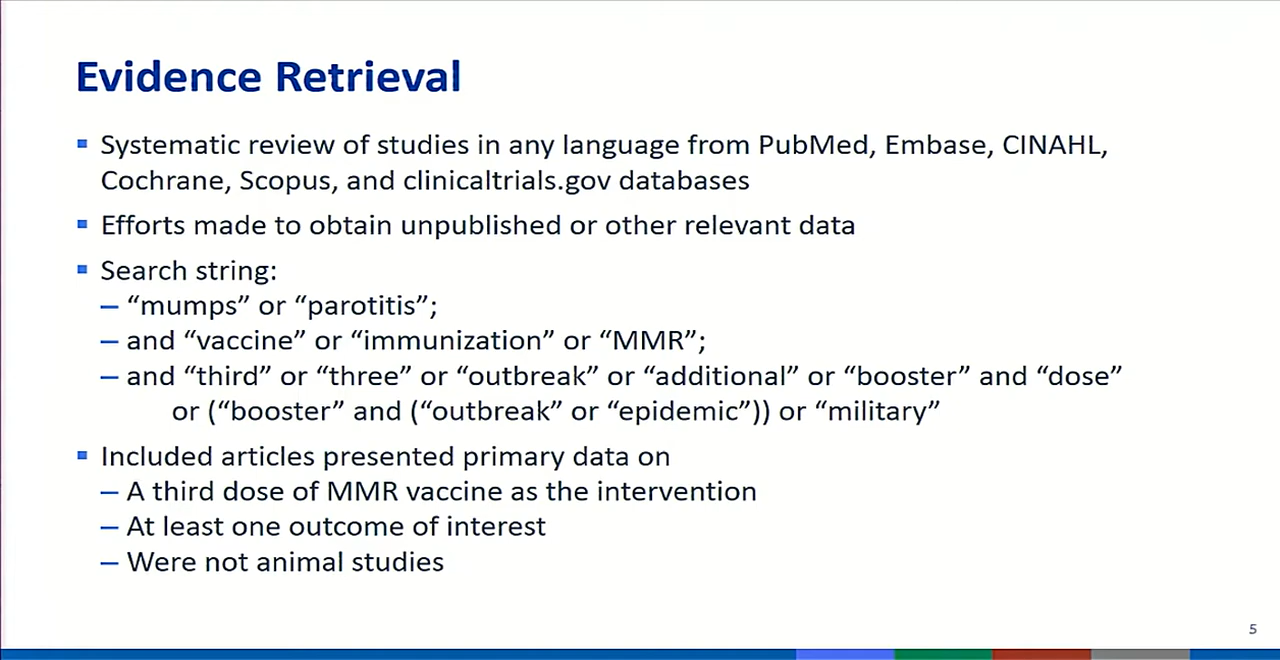 Evidence Retrieval
▪ Systematic review of studies in any language from PubMed, Embase, CINAHL,
Cochrane, Scopus, and clinicaltrials.gov databases
▪ Efforts made to obtain unpublished or other relevant data
▪ Search string:
– “mumps” or “parotitis”;
– and “vaccine” or “immunization” or “MMR”;
– and “third” or “three” or “outbreak” or “additional” or “booster” and “dose”
or (“booster” and (“outbreak” or “epidemic”)) or “military”
▪ Included articles presented primary data on
– A third dose of MMR vaccine as the intervention
– At least one outcome of interest
– Were not animal studies
5